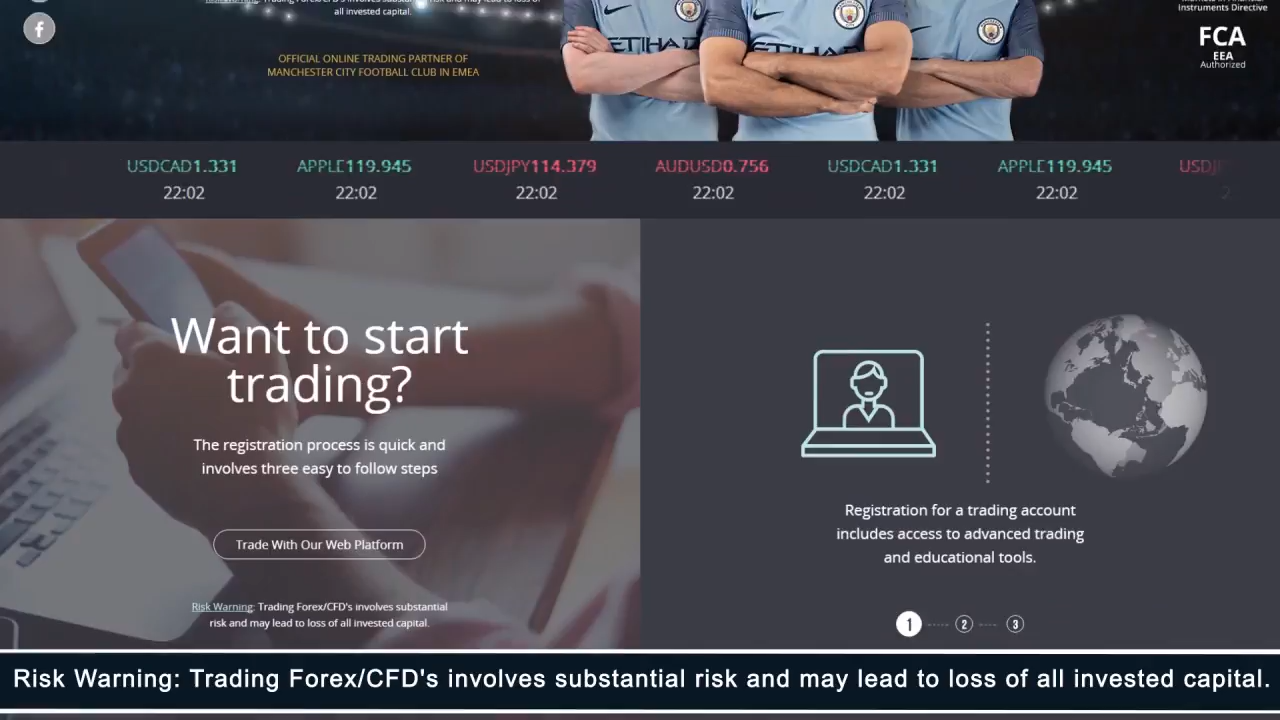 Risk Warning: Trading Forex/CFD's involves substantial risk and may lead to loss of
all invested capital.
Instruments Directive
f
FCA
EEA
Authorized
OFFICIAL ONLINE TRADING PARTNER OF
MANCHESTER CITY FOOTBALL CLUB IN EMEA
ETIHAD
ETIHAD
ETIHAD
USDCAD1.331 APPLE119.945 USDJPY114.379 AUDUSD0.756 USDCAD1.331 APPLE119.945
22:02 22:02 22:02 22:02 22:02 22:02
Want to start
trading?
The registration process is quick and
involves three easy to follow steps
Trade With Our Web Platform
Risk Warning: Trading Forex/CFD's involves substantial
risk and may lead to loss of all invested capital.
Registration for a trading account
includes access to advanced trading
and educational tools.
1 2 3
Risk Warning: Trading Forex/CFD's involves substantial risk and may lead to loss of all invested capital.